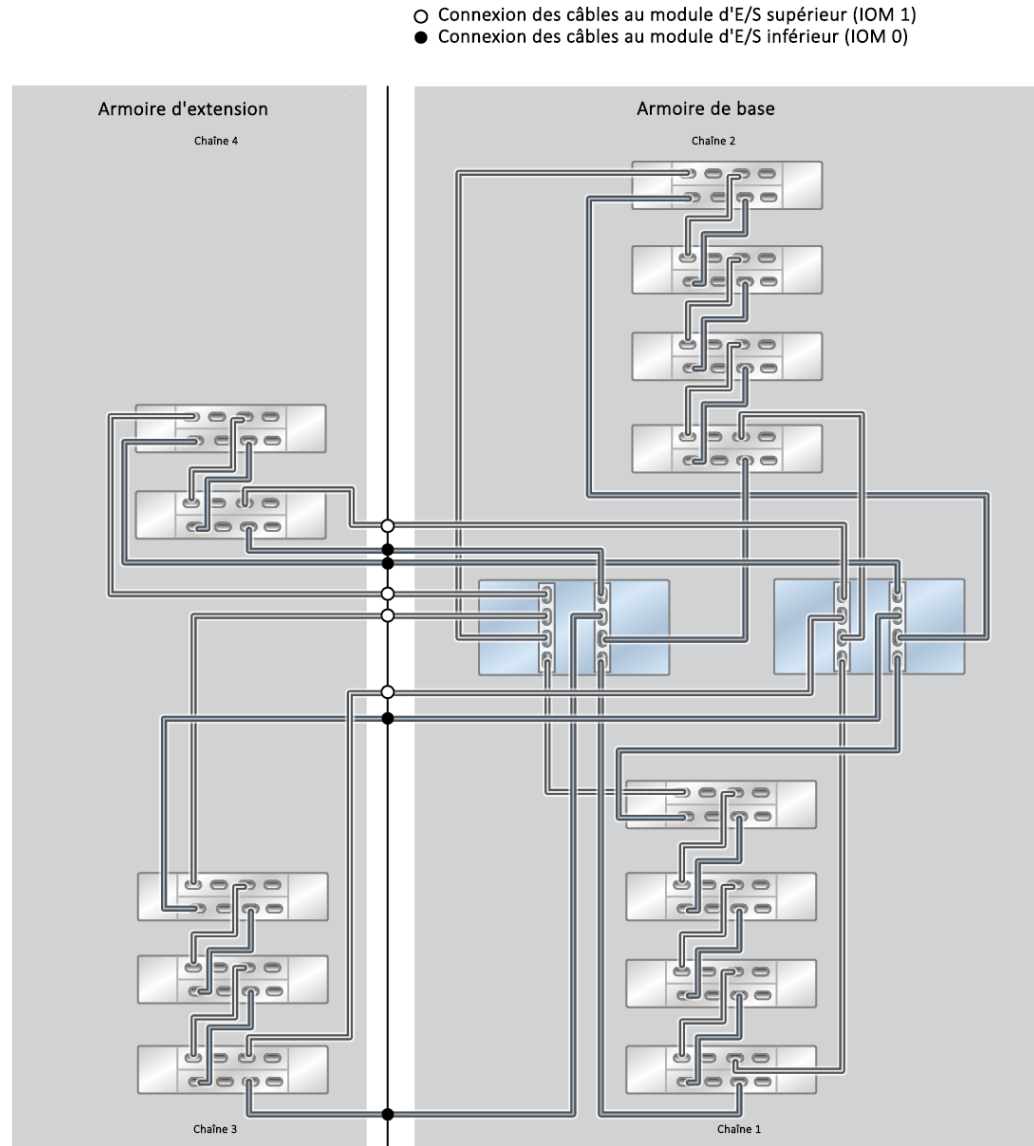 Connexion des câbles au module d'E/S supérieur (IOM 1)
Connexion des câbles au module d'E/S inférieur (IOM 0)
Armoire d'extension
Armoire de base
Chaîne 4
Chaîne 2
Chaîne 3
Chaîne 1